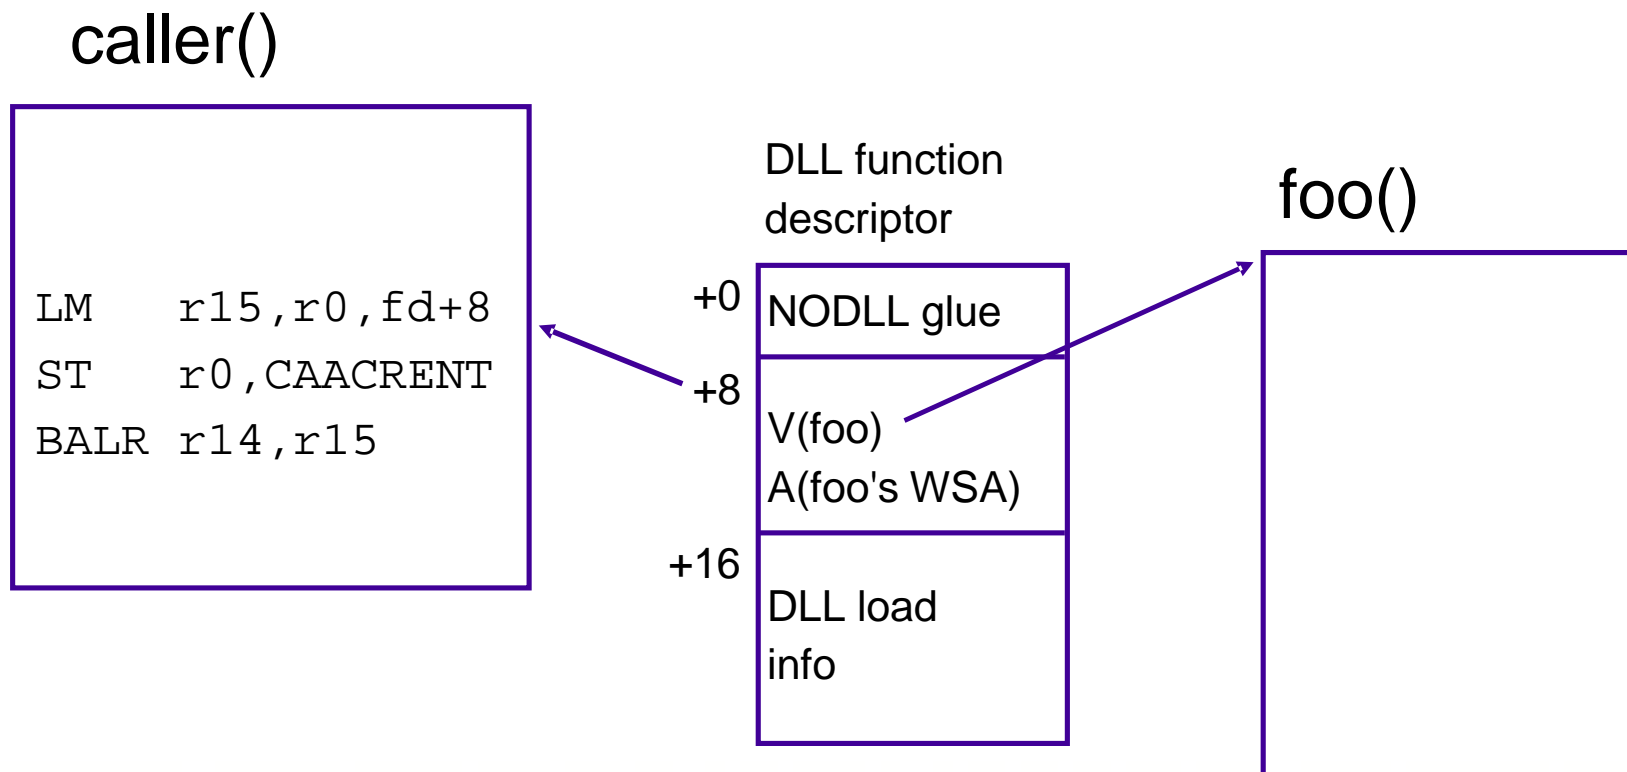 caller()
LM r15,r0,fd+8
ST r0,CAACRENT
BALR r14,r15
DLL function
descriptor
+0
NODLL glue
+8
V(foo)
A(foo's WSA)
+16
DLL load
info
foo()